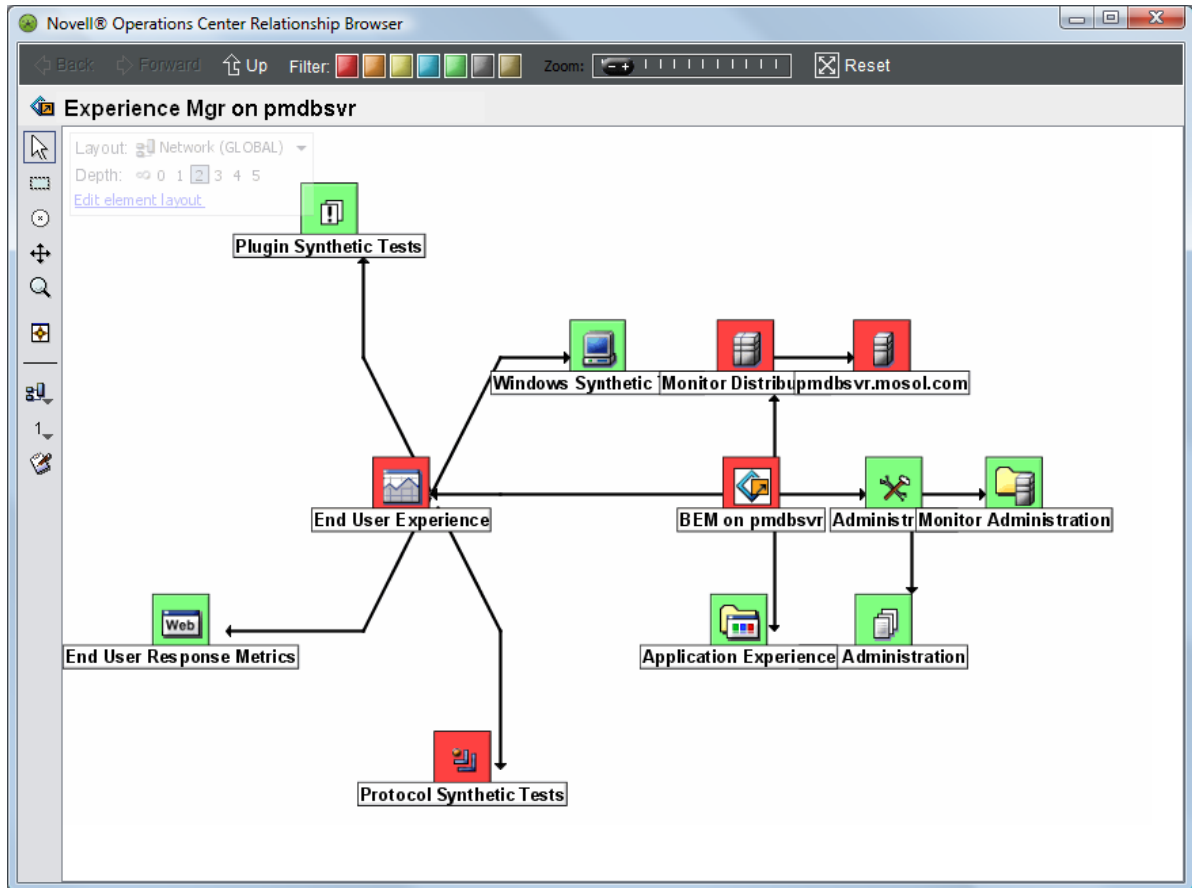 Novell® Operations Center Relationship Browser
Back Forward Up Filter: Zoom: - + Reset
Experience Mgr on pmdbsvr
Layout: Network (GLOBAL)
Depth: ∞ 0 1 2 3 4 5
Edit element layout
Plugin Synthetic Tests
Windows Synthetic
Monitor Distribu
pmdbsvr.mosol.com
End User Experience
BEM on pmdbsvr
Administr
Monitor Administration
1
Web
End User Response Metrics
Application Experience
Administration
Protocol Synthetic Tests